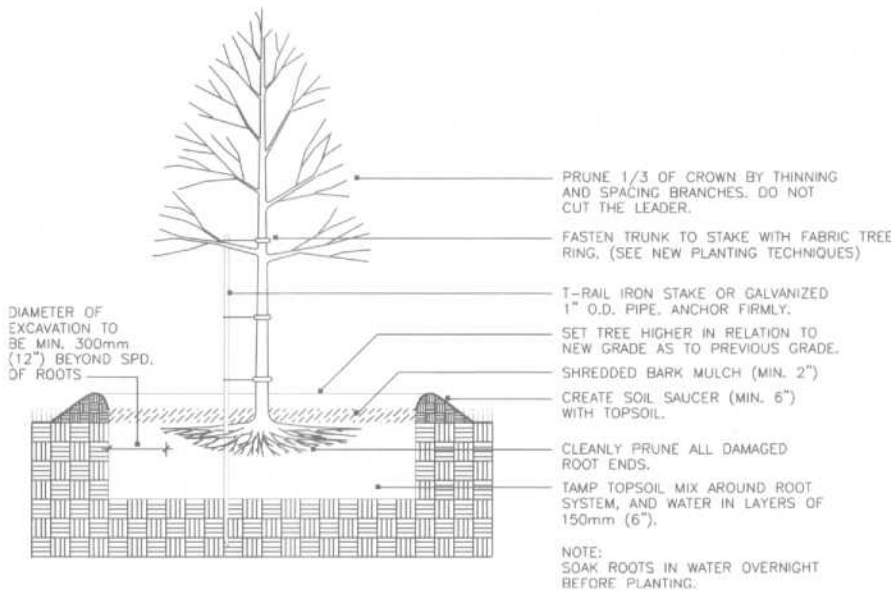 PRUNE 1/3 OF CROWN BY THINNING
AND SPACING BRANCHES. DO NOT
CUT THE LEADER.
FASTEN TRUNK TO STAKE WITH FABRIC TREE
RING. (SEE NEW PLANTING TECHNIQUES)
T-RAIL IRON STAKE OR GALVANIZED
1" O.D. PIPE. ANCHOR FIRMLY.
DIAMETER OF
EXCAVATION TO
BE MIN. 300mm
(12") BEYOND SPD.
OF ROOTS
SET TREE HIGHER IN RELATION TO
NEW GRADE AS TO PREVIOUS GRADE.
SHREDDED BARK MULCH (MIN. 2")
CREATE SOIL SAUCER (MIN. 6")
WITH TOPSOIL.
CLEANLY PRUNE ALL DAMAGED
ROOT ENDS.
TAMP TOPSOIL MIX AROUND ROOT
SYSTEM, AND WATER IN LAYERS OF
150mm (6").
NOTE:
SOAK ROOTS IN WATER OVERNIGHT
BEFORE PLANTING.